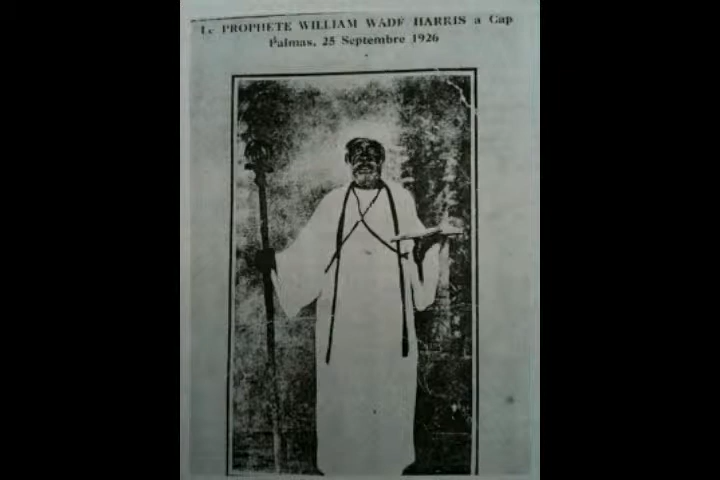 Le PROPHETE WILLIAM WADE HARRIS a Cap
Palmas, 25 Septembre 1926